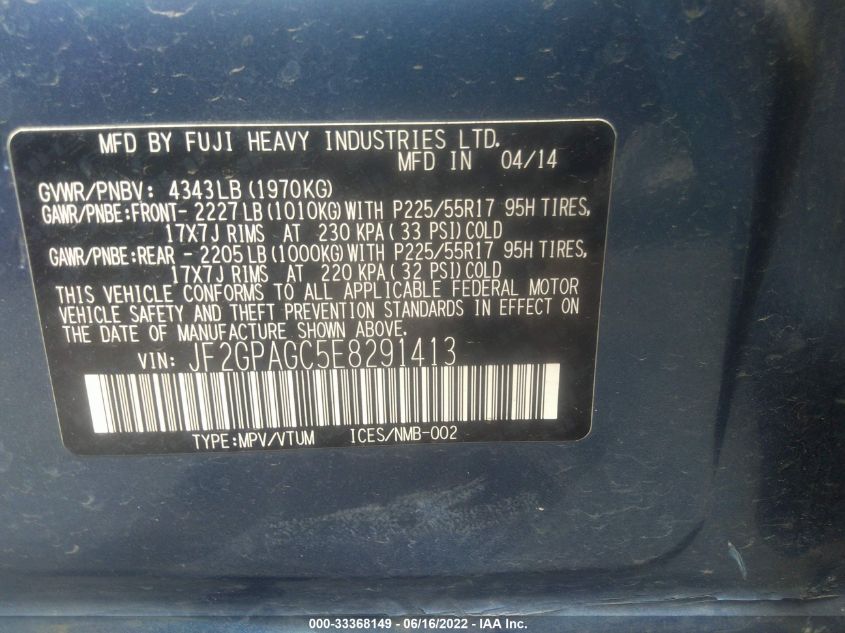 MFD BY FUJI HEAVY INDUSTRIES LTD.
MFD IN 04/14
GVWR/PNBV: 4343LB(1970KG)
GAWR/PNBE:FRONT- 2227LB(1010KG)WITH P225/55R17 95H TIRES,
17X7J RIMS AT 230 KPA(33 PSI)COLD
GAWR/PNBE:REAR - 2205LB(1000KG)WITH P225/55R17 95H TIRES,
17X7J RIMS AT 220 KPA(32 PSI)COLD
THIS VEHICLE CONFORMS TO ALL APPLICABLE FEDERAL MOTOR
VEHICLE SAFETY AND THEFT PREVENTION STANDARDS IN EFFECT ON
THE DATE OF MANUFACTURE SHOWN ABOVE.
VIN: JF2GPAGC5E8291413
TYPE:MPV/VTUM ICES/NMB-002
000-33368149 - 06/16/2022 - IAA Inc.